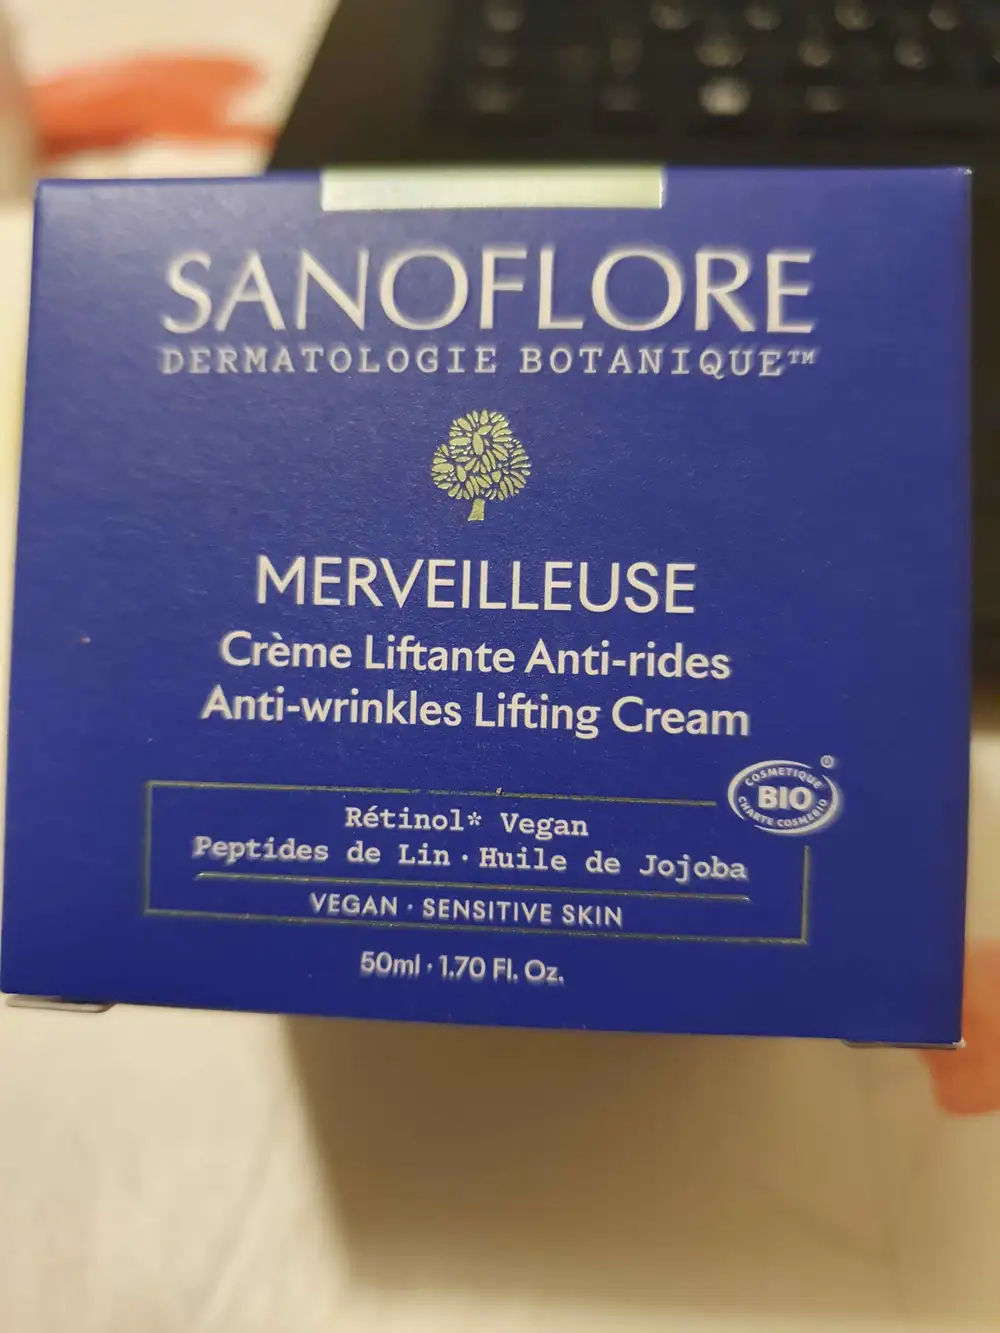 SANOFLORE
DERMATOLOGIE BOTANIQUE™
MERVEILLEUSE
Crème Liftante Anti-rides
Anti-wrinkles Lifting Cream
COSMETIQUE
BIO
CHARTE COSMEBIO
®
Rétinol* Vegan
Peptides de Lin · Huile de Jojoba
VEGAN · SENSITIVE SKIN
50ml · 1.70 Fl. Oz.